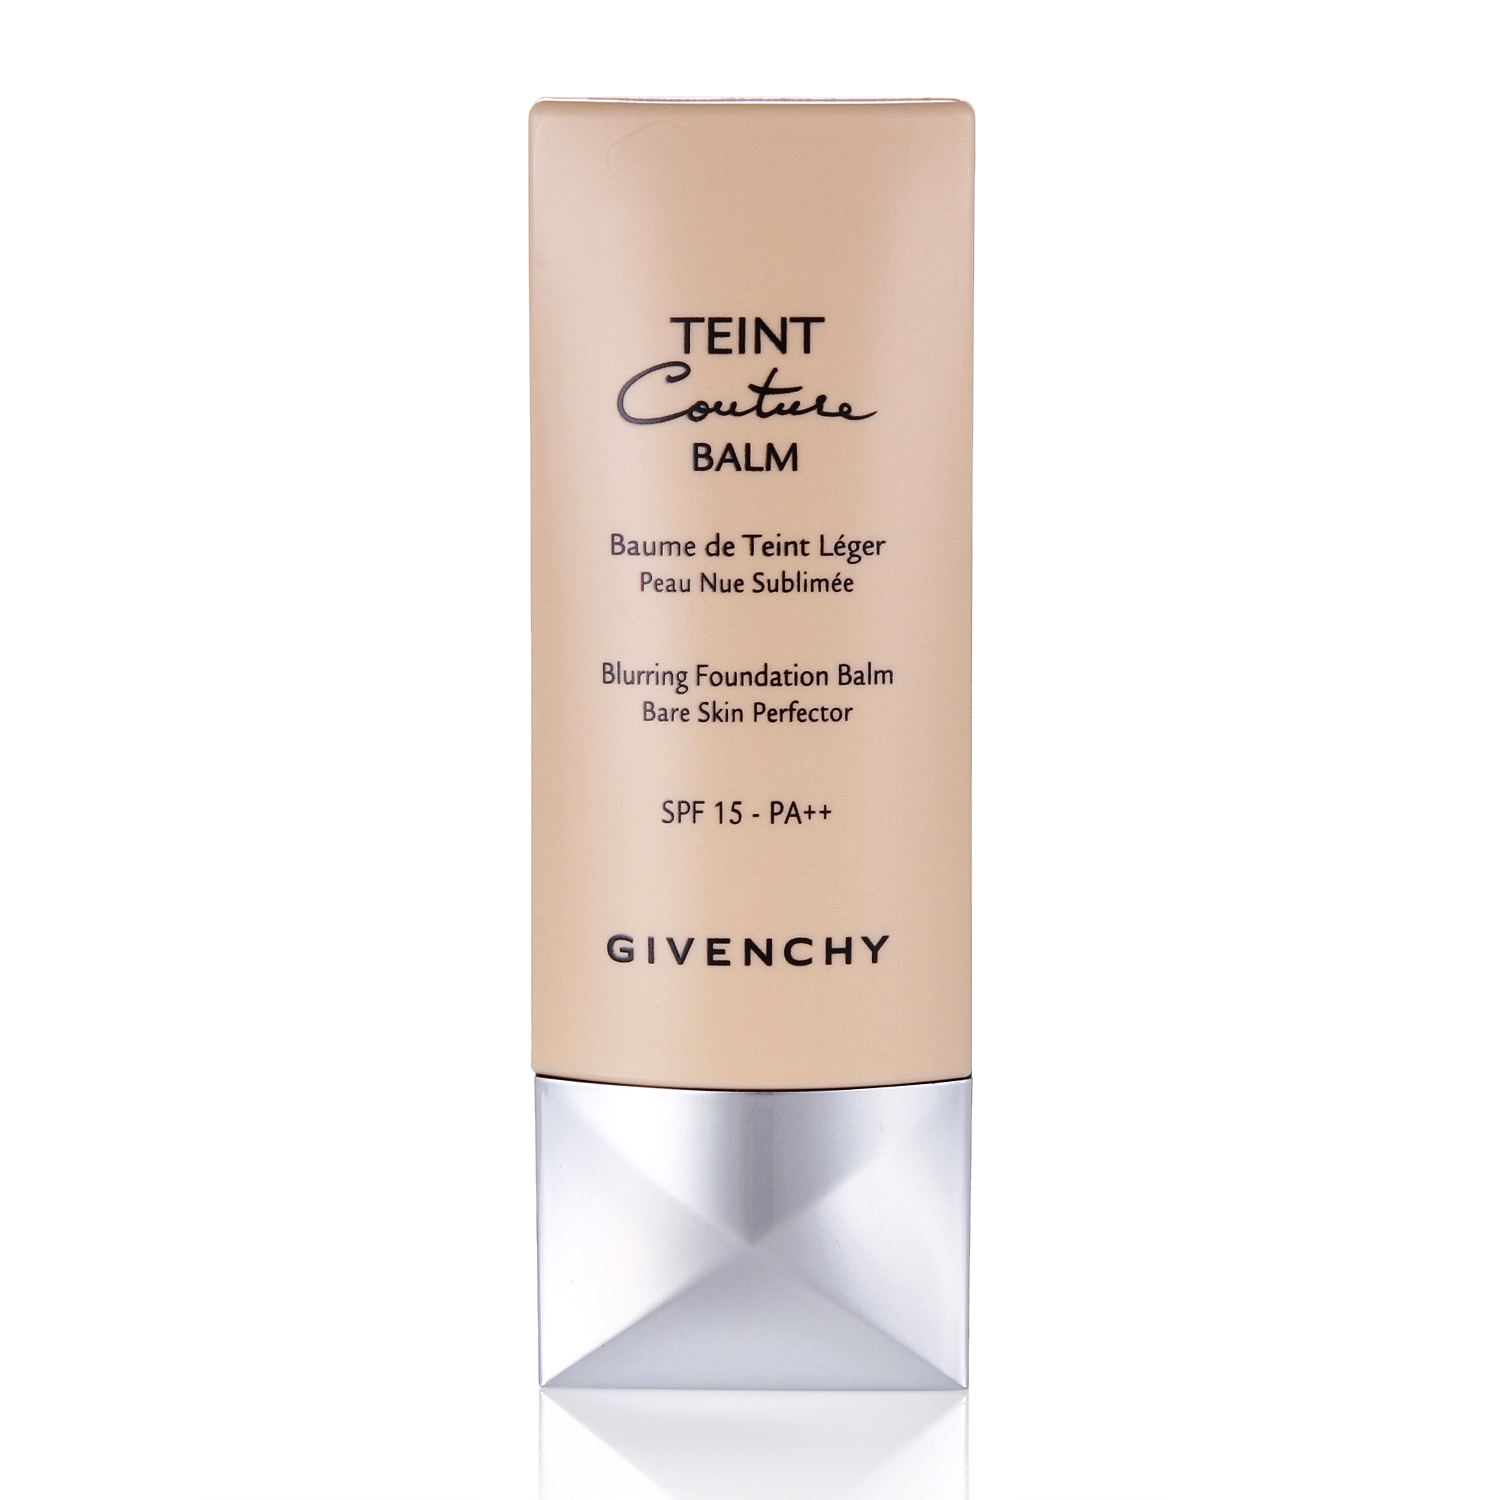 TEINT
Couture
BALM
Baume de Teint Léger
Peau Nue Sublimée
Blurring Foundation Balm
Bare Skin Perfector
SPF 15 - PA++
GIVENCHY